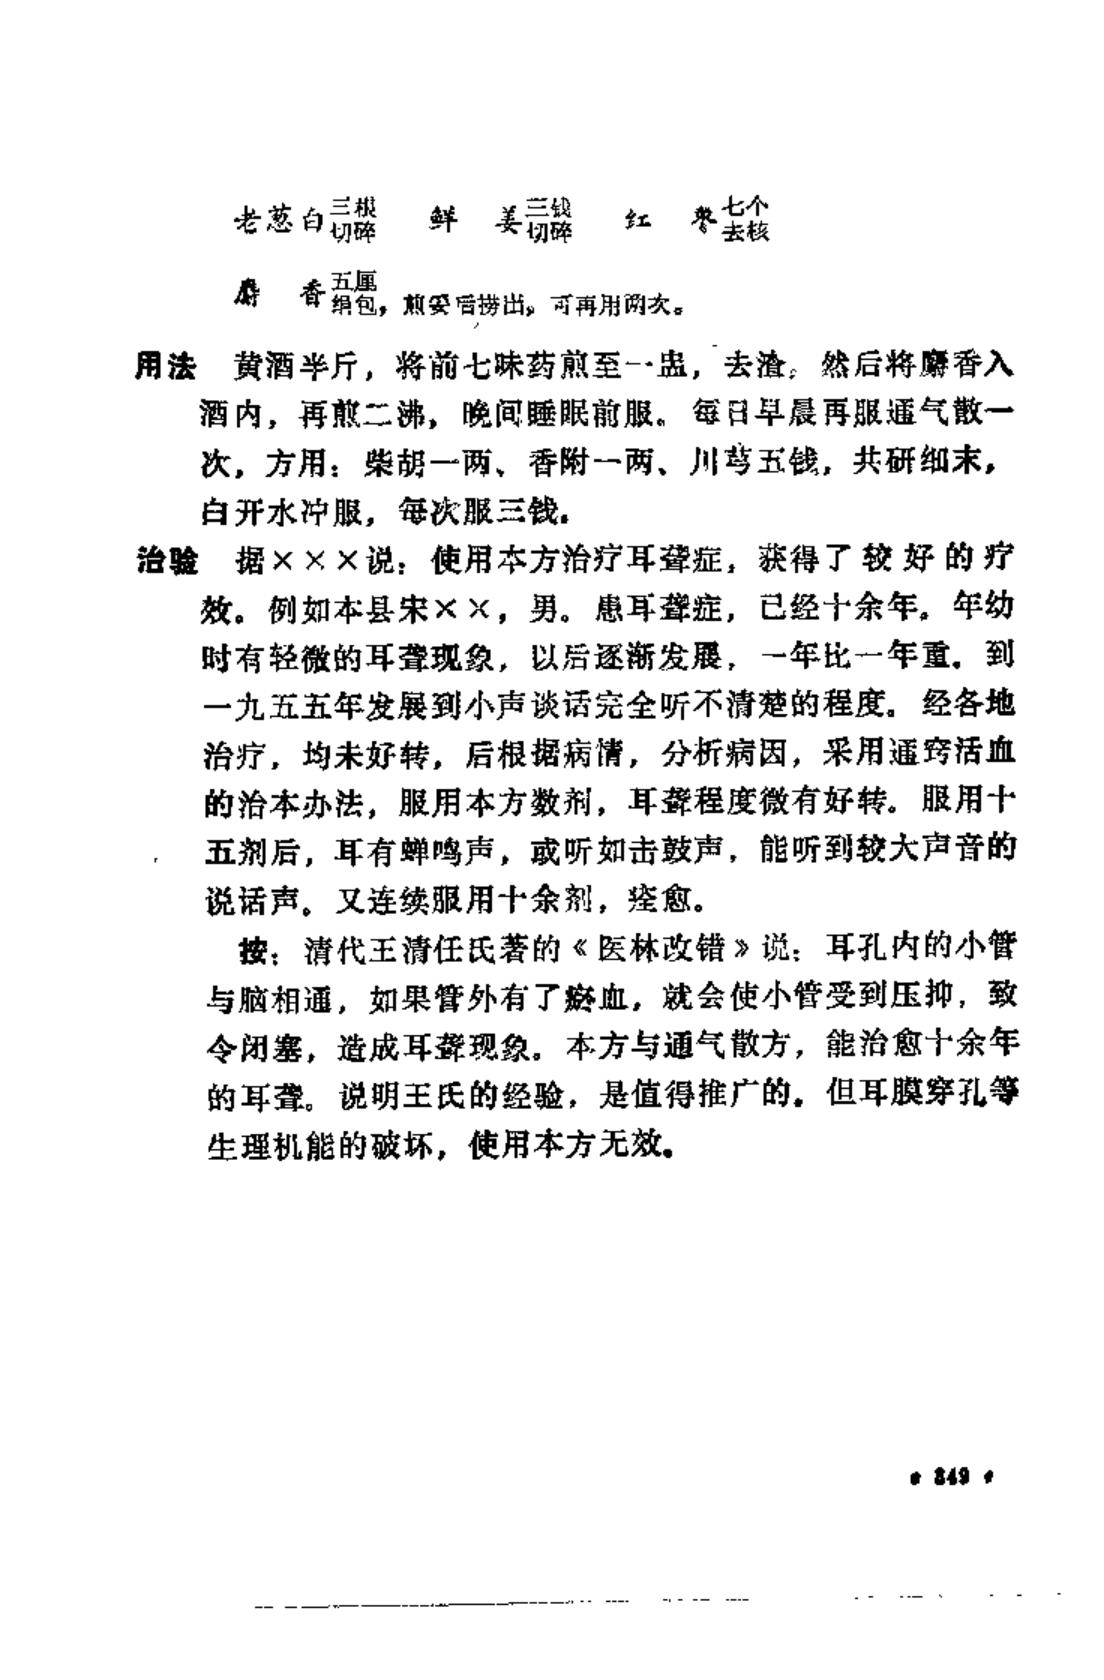 老葱白三根切碎 鲜 姜三钱切碎 红 枣七个去核
麝 香五厘绢包，煎妥后捞出，可再用两次。
用法 黄酒半斤，将前七味药煎至一盅，去渣。然后将麝香入
酒内，再煎二沸，晚间睡眠前服。每日早晨再服通气散一
次，方用：柴胡一两、香附一两、川芎五钱，共研细末，
白开水冲服，每次服三钱。
治验 据×××说：使用本方治疗耳聋症，获得了较好的疗
效。例如本县宋××，男。患耳聋症，已经十余年。年幼
时有轻微的耳聋现象，以后逐渐发展，一年比一年重。到
一九五五年发展到小声谈话完全听不清楚的程度。经各地
治疗，均未好转，后根据病情，分析病因，采用通窍活血
的治本办法，服用本方数剂，耳聋程度微有好转。服用十
五剂后，耳有蝉鸣声，或听如击鼓声，能听到较大声音的
说话声。又连续服用十余剂，痊愈。
按：清代王清任氏著的《医林改错》说：耳孔内的小管
与脑相通，如果管外有了瘀血，就会使小管受到压抑，致
令闭塞，造成耳聋现象。本方与通气散方，能治愈十余年
的耳聋。说明王氏的经验，是值得推广的。但耳膜穿孔等
生理机能的破坏，使用本方无效。
• 349 •